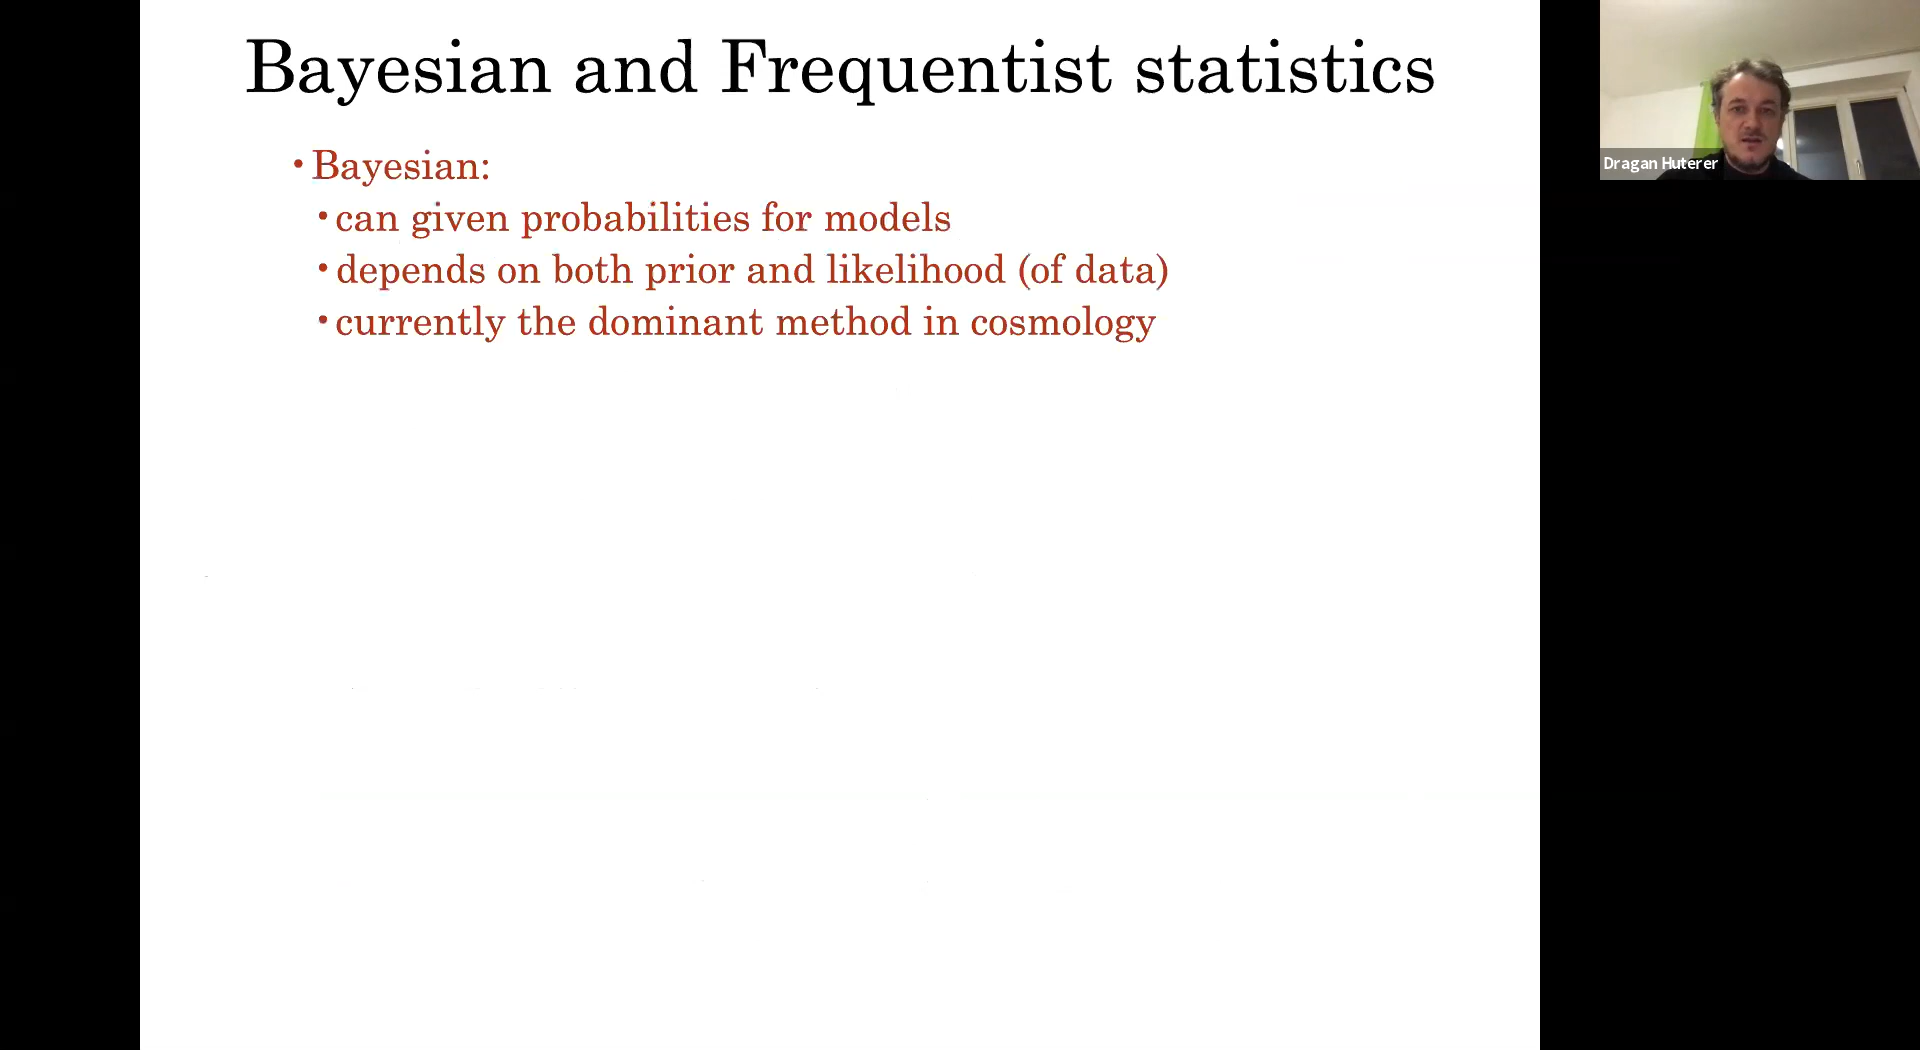 Bayesian and Frequentist statistics
• Bayesian:
• can given probabilities for models
• depends on both prior and likelihood (of data)
• currently the dominant method in cosmology
Dragan Huterer